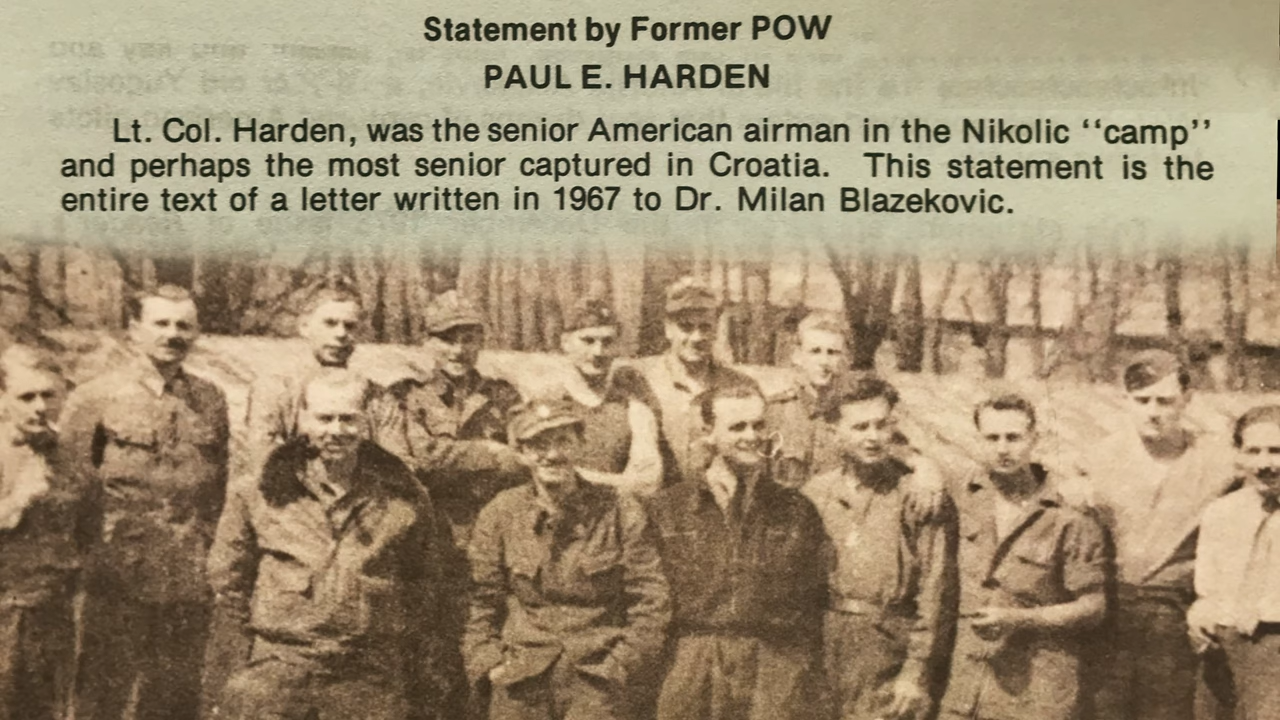 Statement by Former POW
PAUL E. HARDEN
Lt. Col. Harden, was the senior American airman in the Nikolic ‘‘camp’’
and perhaps the most senior captured in Croatia. This statement is the
entire text of a letter written in 1967 to Dr. Milan Blazekovic.